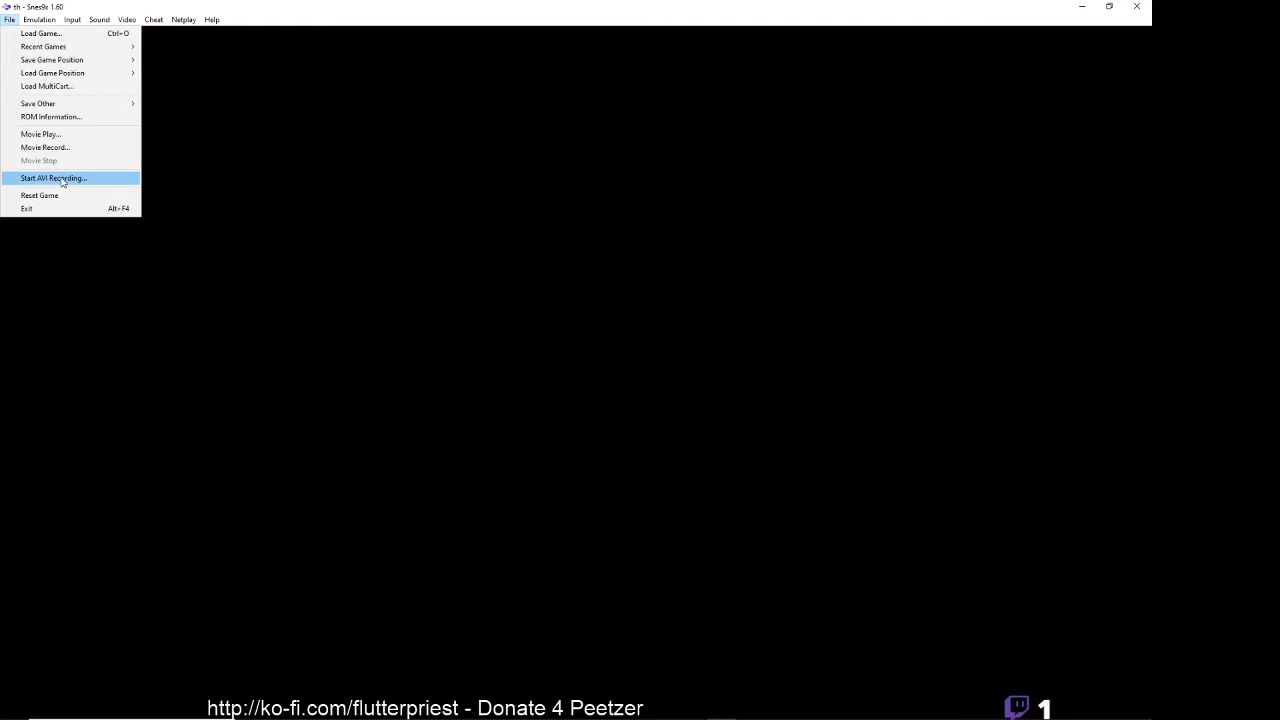 th - Snes9x 1.60
File Emulation Input Sound Video Cheat Netplay Help
Load Game... Ctrl+O
Recent Games
Save Game Position
Load Game Position
Load MultiCart...
Save Other
ROM Information...
Movie Play...
Movie Record...
Movie Stop
Start AVI Recording...
Reset Game
Exit Alt+F4
http://ko-fi.com/flutterpriest - Donate 4 Peetzer
1